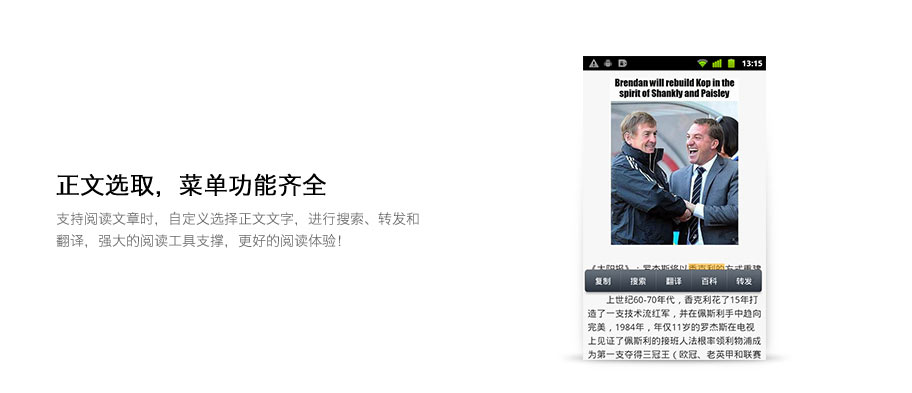 正文选取，菜单功能齐全
支持阅读文章时，自定义选择正文文字，进行搜索、转发和
翻译，强大的阅读工具支撑，更好的阅读体验！
13:15
Brendan will rebuild Kop in the
spirit of Shankly and Paisley
《太阳报》：罗杰斯将以香克利的方式重建
复制 搜索 翻译 百科 转发
上世纪60-70年代，香克利花了15年打
造了一支技术流红军，并在佩斯利手中趋向
完美，1984年，年仅11岁的罗杰斯在电视
上见证了佩斯利的接班人法根率领利物浦成
为第一支夺得三冠王（欧冠、老英甲和联赛